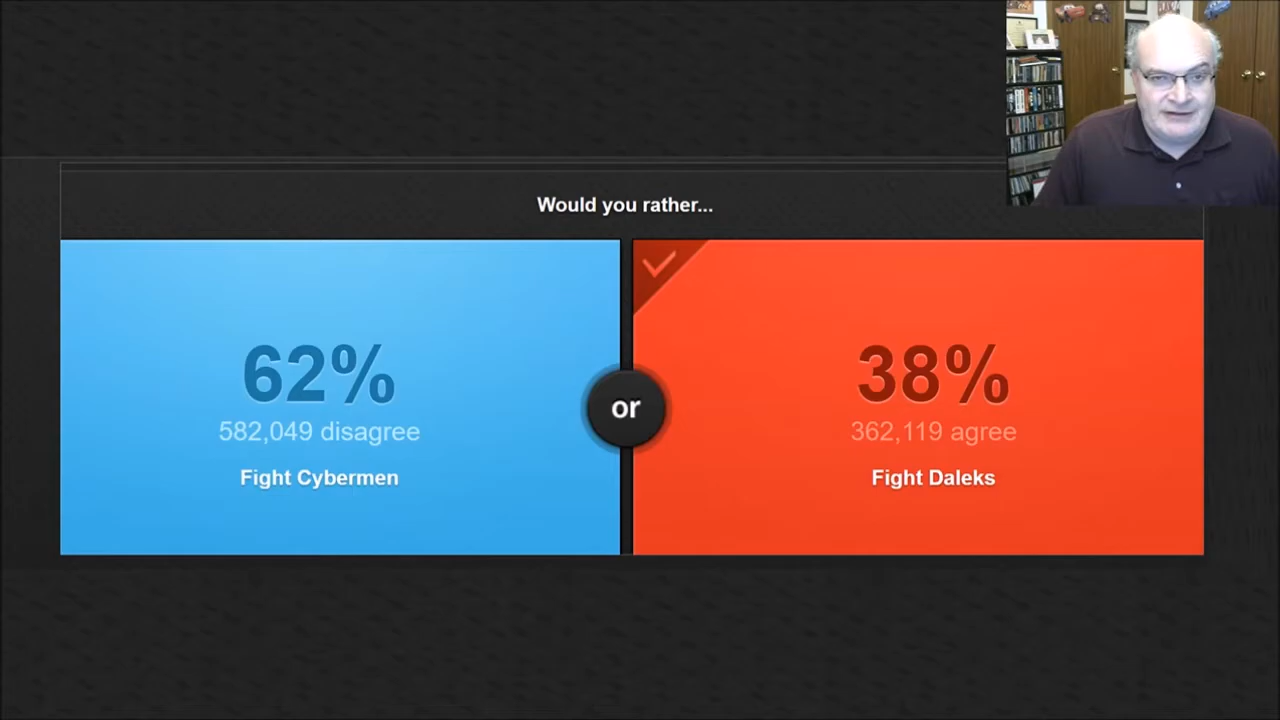 Would you rather...
62%
582,049 disagree
Fight Cybermen
or
38%
362,119 agree
Fight Daleks